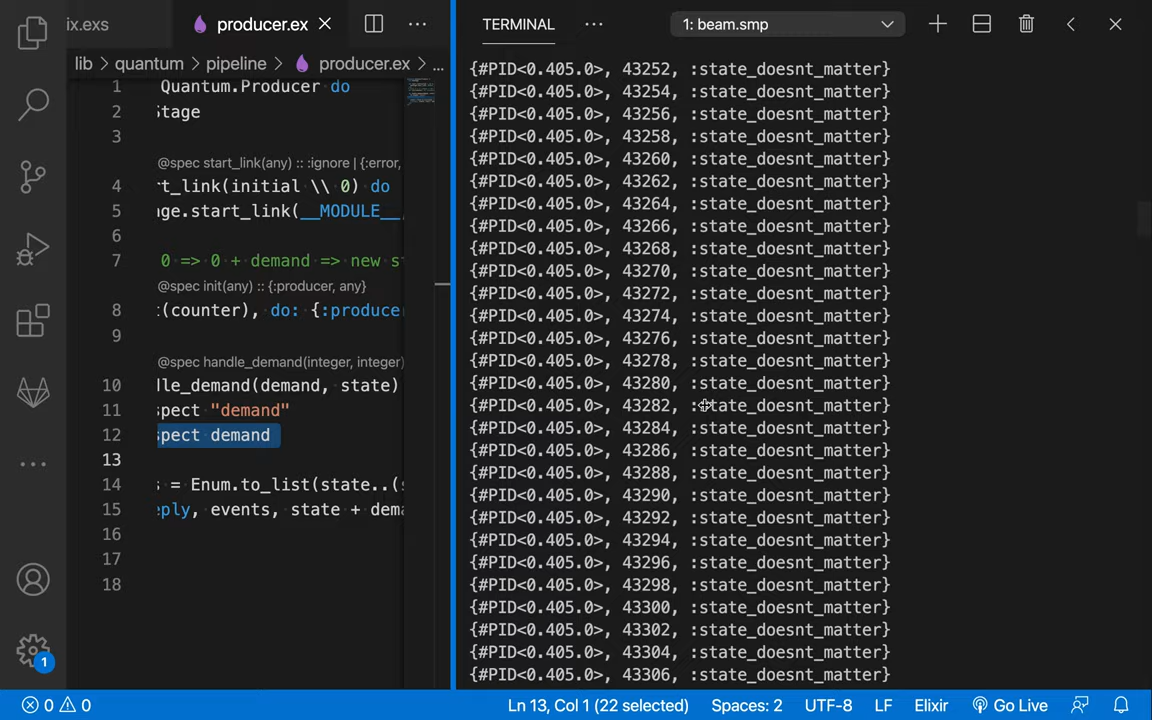 ix.exs
producer.ex
lib > quantum > pipeline > producer.ex > ...
1 Quantum.Producer do
2 Stage
3
@spec start_link(any) :: :ignore | {:error,
4 rt_link(initial \\ 0) do
5 age.start_link(__MODULE__,
6
7 0 => 0 + demand => new s
@spec init(any) :: {:producer, any}
8 (counter), do: {:producer
9
@spec handle_demand(integer, integer)
10 dle_demand(demand, state)
11 spect "demand"
12 spect demand
13
14 s = Enum.to_list(state..(s
15 eply, events, state + dema
16
17
18
1
TERMINAL
...
1: beam.smp
{#PID<0.405.0>, 43252, :state_doesnt_matter}
{#PID<0.405.0>, 43254, :state_doesnt_matter}
{#PID<0.405.0>, 43256, :state_doesnt_matter}
{#PID<0.405.0>, 43258, :state_doesnt_matter}
{#PID<0.405.0>, 43260, :state_doesnt_matter}
{#PID<0.405.0>, 43262, :state_doesnt_matter}
{#PID<0.405.0>, 43264, :state_doesnt_matter}
{#PID<0.405.0>, 43266, :state_doesnt_matter}
{#PID<0.405.0>, 43268, :state_doesnt_matter}
{#PID<0.405.0>, 43270, :state_doesnt_matter}
{#PID<0.405.0>, 43272, :state_doesnt_matter}
{#PID<0.405.0>, 43274, :state_doesnt_matter}
{#PID<0.405.0>, 43276, :state_doesnt_matter}
{#PID<0.405.0>, 43278, :state_doesnt_matter}
{#PID<0.405.0>, 43280, :state_doesnt_matter}
{#PID<0.405.0>, 43282, :state_doesnt_matter}
{#PID<0.405.0>, 43284, :state_doesnt_matter}
{#PID<0.405.0>, 43286, :state_doesnt_matter}
{#PID<0.405.0>, 43288, :state_doesnt_matter}
{#PID<0.405.0>, 43290, :state_doesnt_matter}
{#PID<0.405.0>, 43292, :state_doesnt_matter}
{#PID<0.405.0>, 43294, :state_doesnt_matter}
{#PID<0.405.0>, 43296, :state_doesnt_matter}
{#PID<0.405.0>, 43298, :state_doesnt_matter}
{#PID<0.405.0>, 43300, :state_doesnt_matter}
{#PID<0.405.0>, 43302, :state_doesnt_matter}
{#PID<0.405.0>, 43304, :state_doesnt_matter}
{#PID<0.405.0>, 43306, :state_doesnt_matter}
0 0 Ln 13, Col 1 (22 selected) Spaces: 2 UTF-8 LF Elixir Go Live